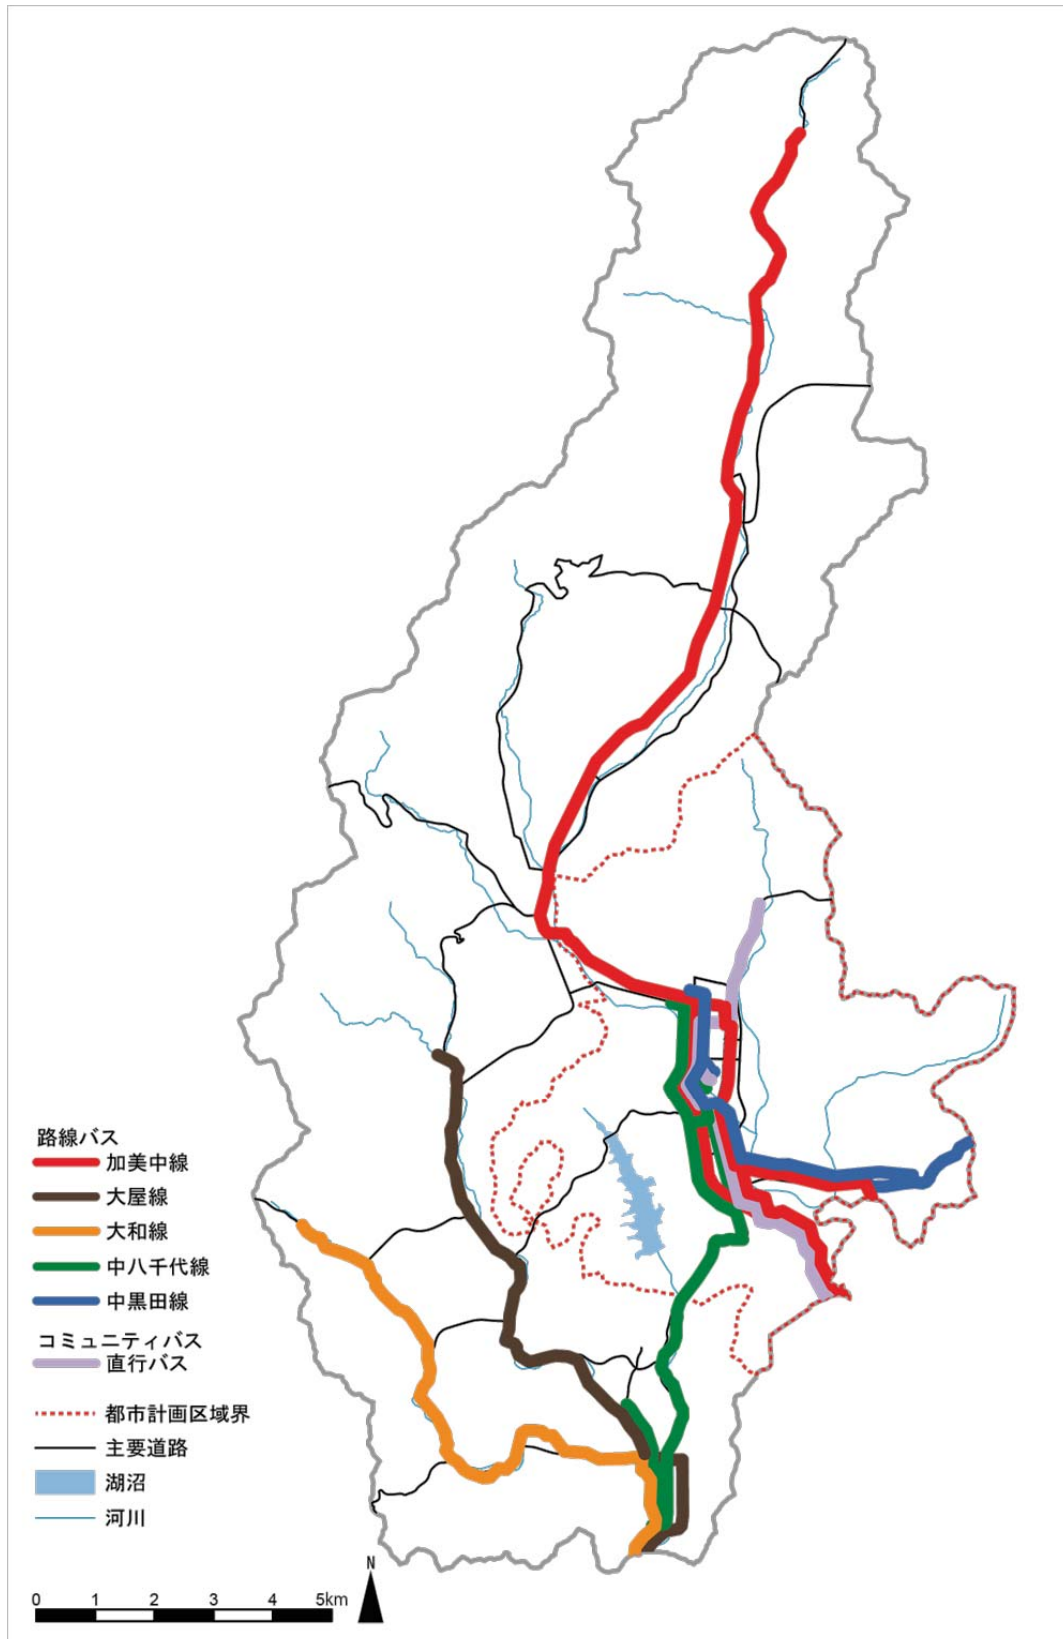 路線バス
加美中線
大屋線
大和線
中八千代線
中黒田線
コミュニティバス
直行バス
都市計画区域界
主要道路
湖沼
河川
N
0 1 2 3 4 5km